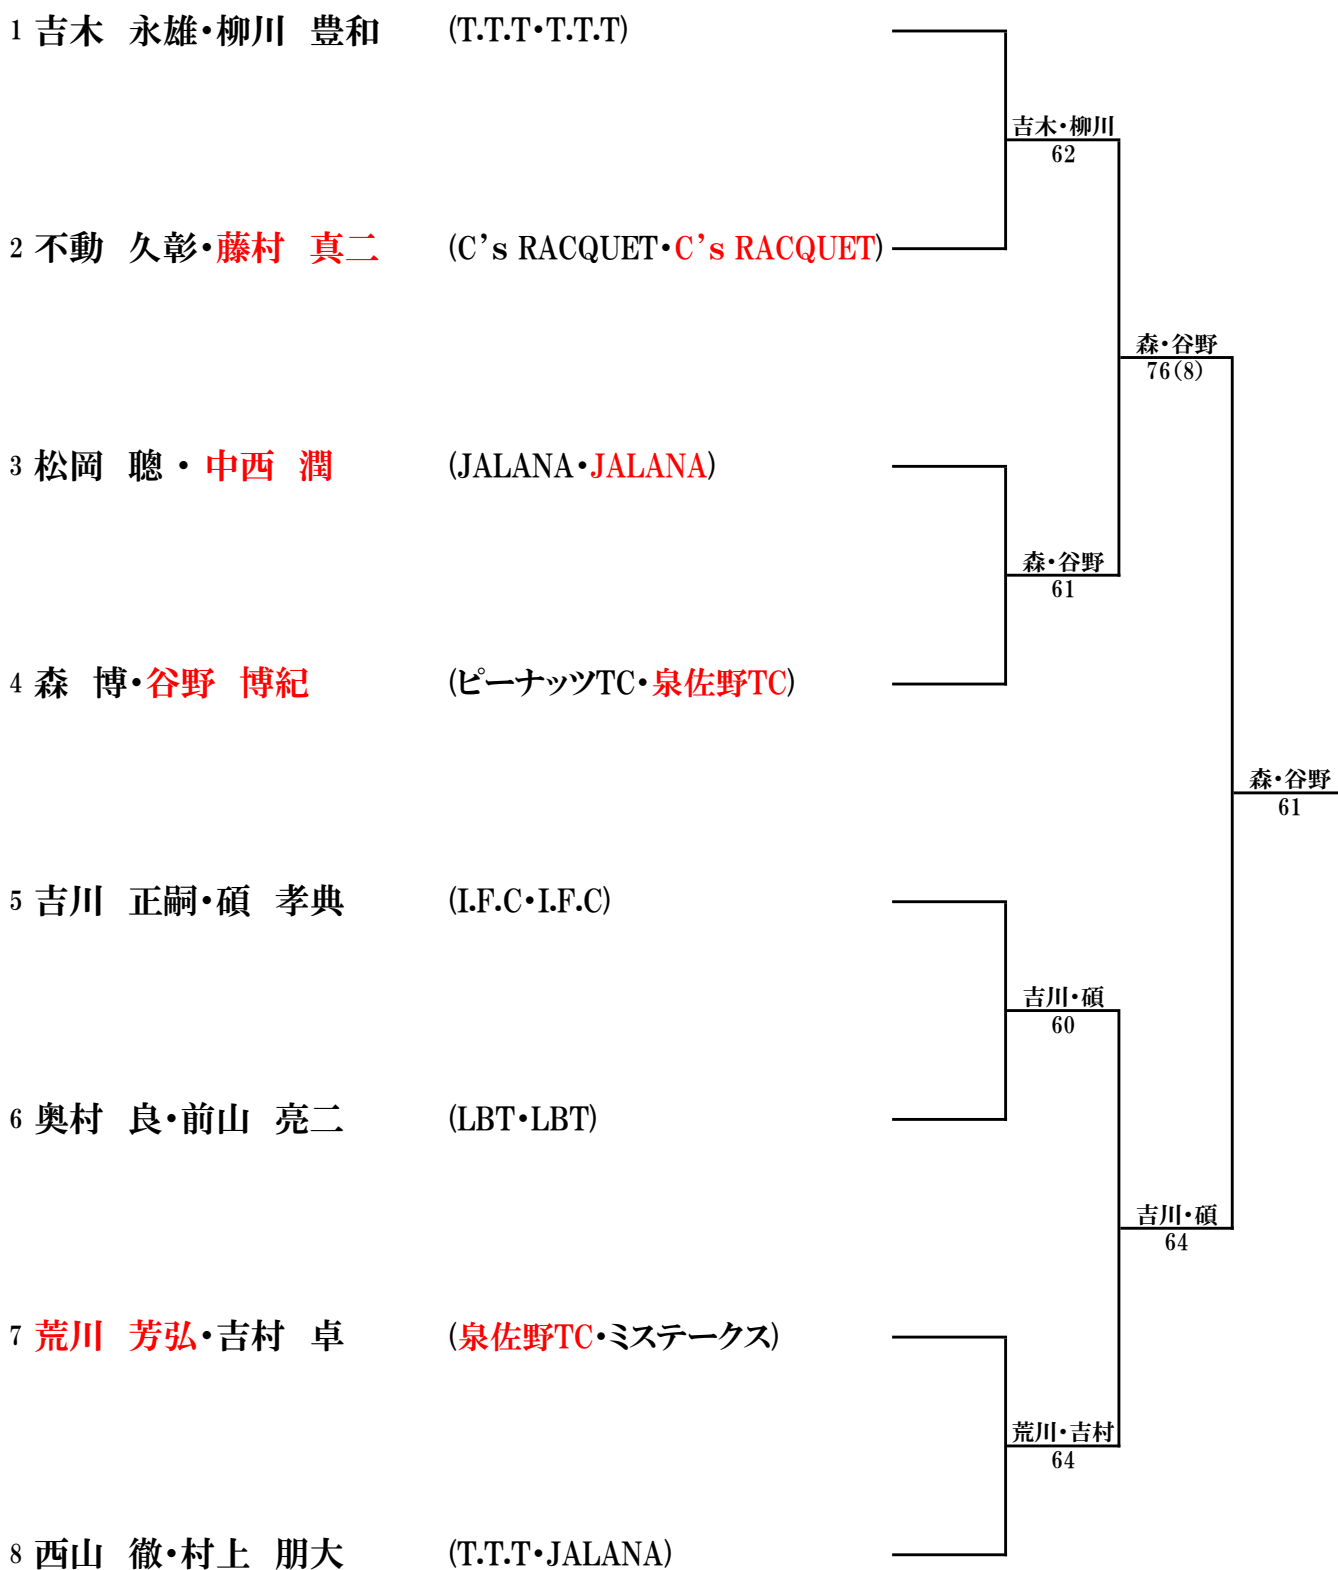 1 吉木 永雄・柳川 豊和 (T.T.T・T.T.T)
吉木・柳川
62
2 不動 久彰・藤村 真二 (C’s RACQUET・C’s RACQUET)
森・谷野
76(8)
3 松岡 聰・中西 潤 (JALANA・JALANA)
森・谷野
61
4 森 博・谷野 博紀 (ピーナッツTC・泉佐野TC)
森・谷野
61
5 吉川 正嗣・碩 孝典 (I.F.C・I.F.C)
吉川・碩
60
6 奥村 良・前山 亮二 (LBT・LBT)
吉川・碩
64
7 荒川 芳弘・吉村 卓 (泉佐野TC・ミステークス)
荒川・吉村
64
8 西山 徹・村上 朋大 (T.T.T・JALANA)